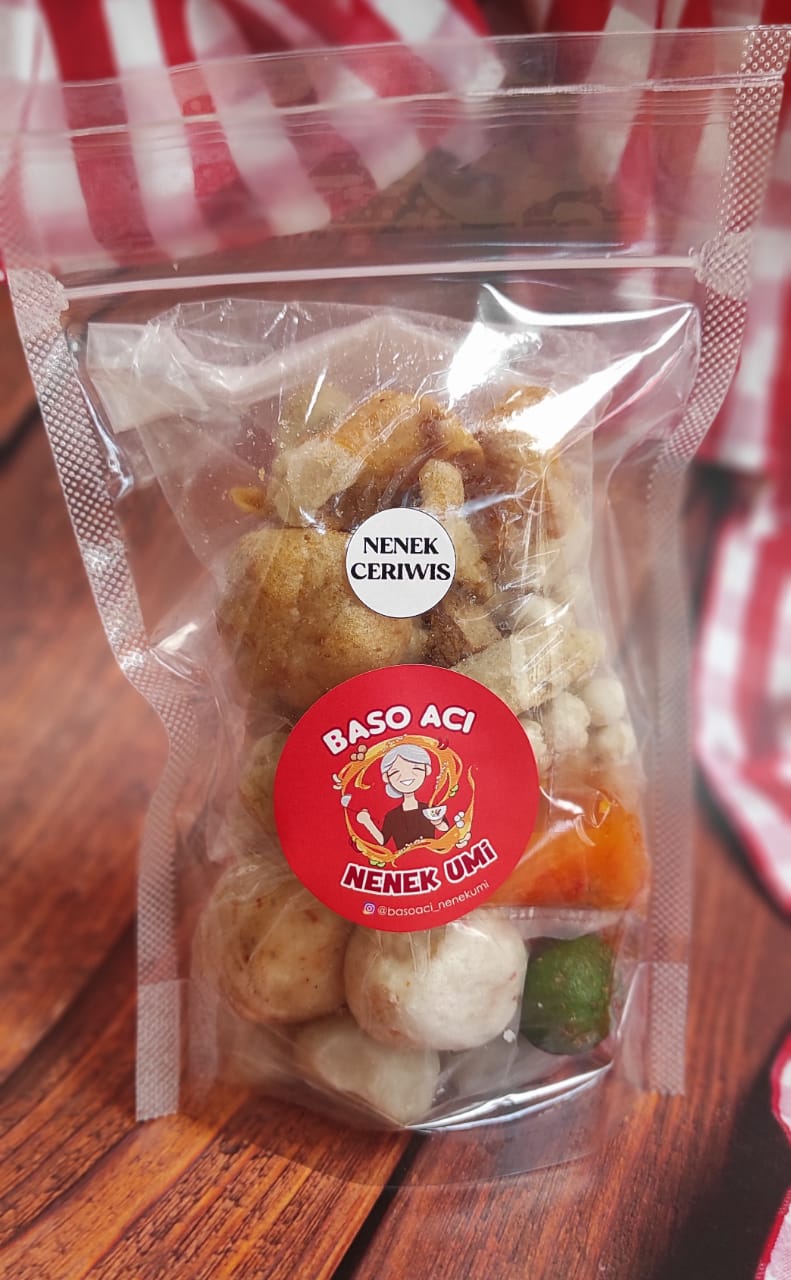 NENEK
CERIWIS
BASO ACI
NENEK UMi
@basoaci_nenekumi